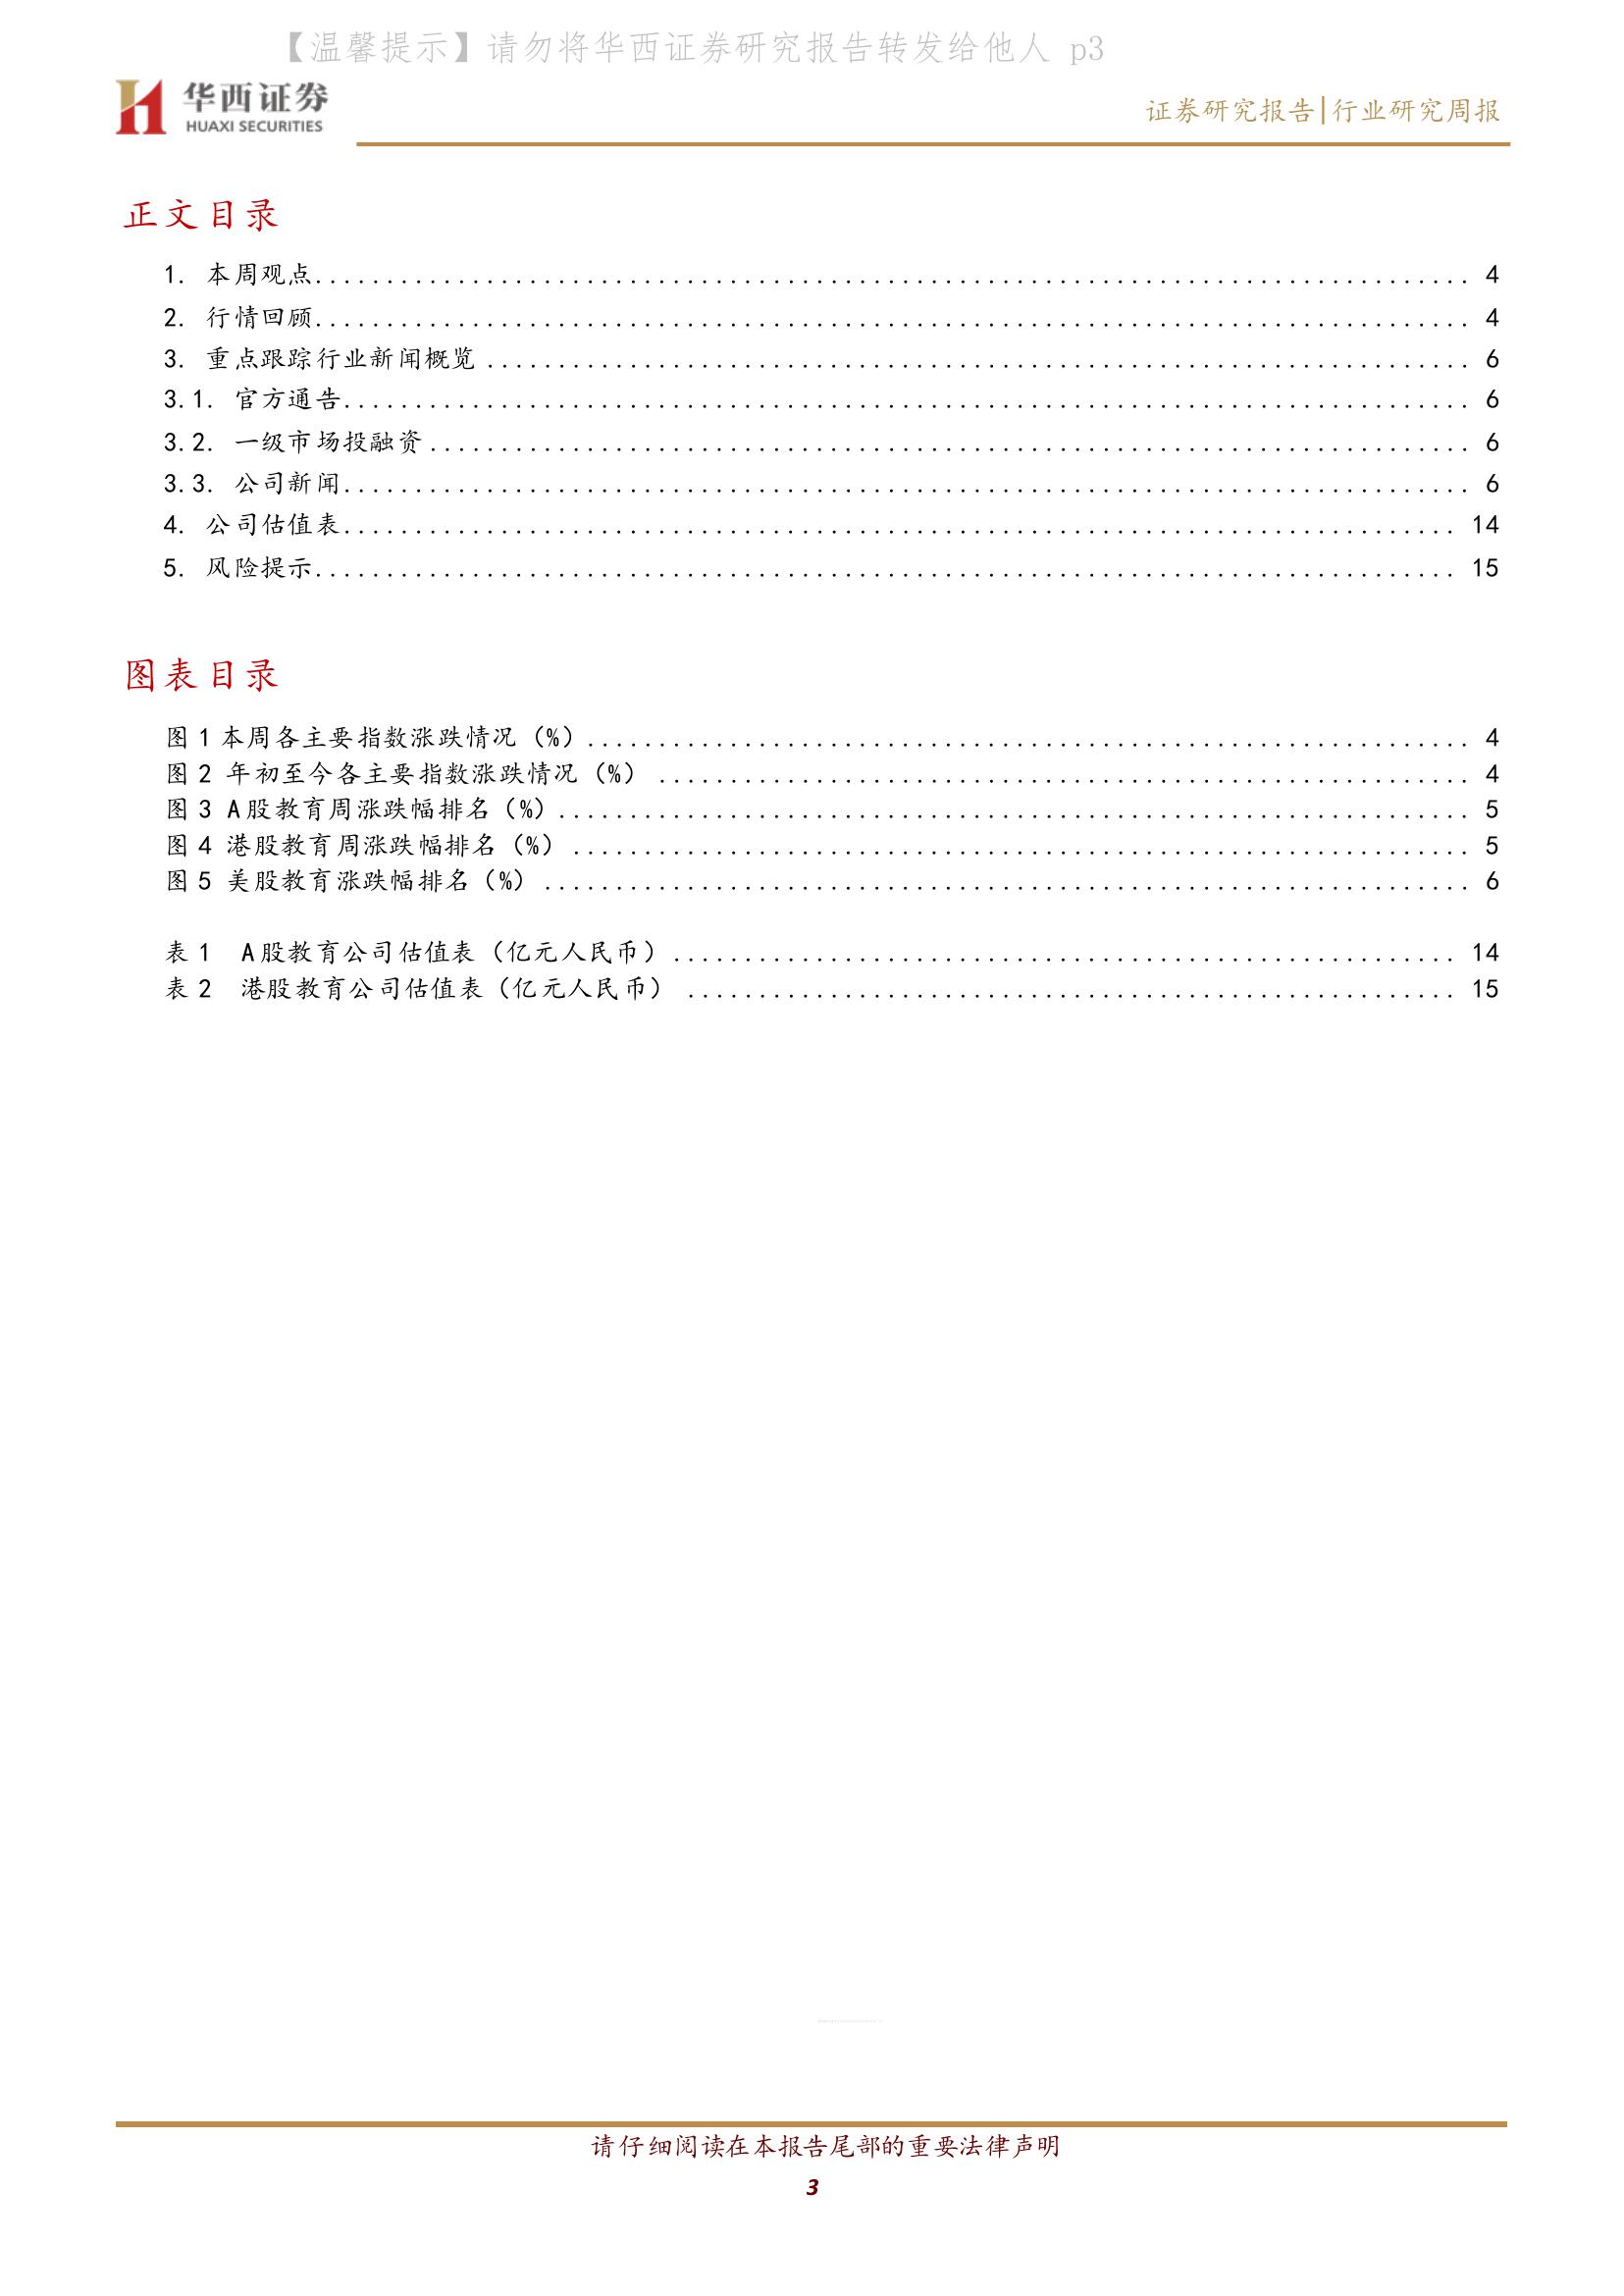 【温馨提示】请勿将华西证券研究报告转发给他人 p3
华西证券
HUAXI SECURITIES
证券研究报告|行业研究周报
正文目录
1. 本周观点................................................................................ 4
2. 行情回顾................................................................................ 4
3. 重点跟踪行业新闻概览 ..................................................................... 6
3.1. 官方通告.............................................................................. 6
3.2. 一级市场投融资 ........................................................................ 6
3.3. 公司新闻.............................................................................. 6
4. 公司估值表.............................................................................. 14
5. 风险提示................................................................................ 15
图表目录
图 1 本周各主要指数涨跌情况（%）.............................................................. 4
图 2 年初至今各主要指数涨跌情况（%） ......................................................... 4
图 3 A 股教育周涨跌幅排名（%）................................................................ 5
图 4 港股教育周涨跌幅排名（%） ............................................................... 5
图 5 美股教育涨跌幅排名（%） ................................................................. 6
表 1 A 股教育公司估值表（亿元人民币）....................................................... 14
表 2 港股教育公司估值表（亿元人民币） ...................................................... 15
请仔细阅读在本报告尾部的重要法律声明
3